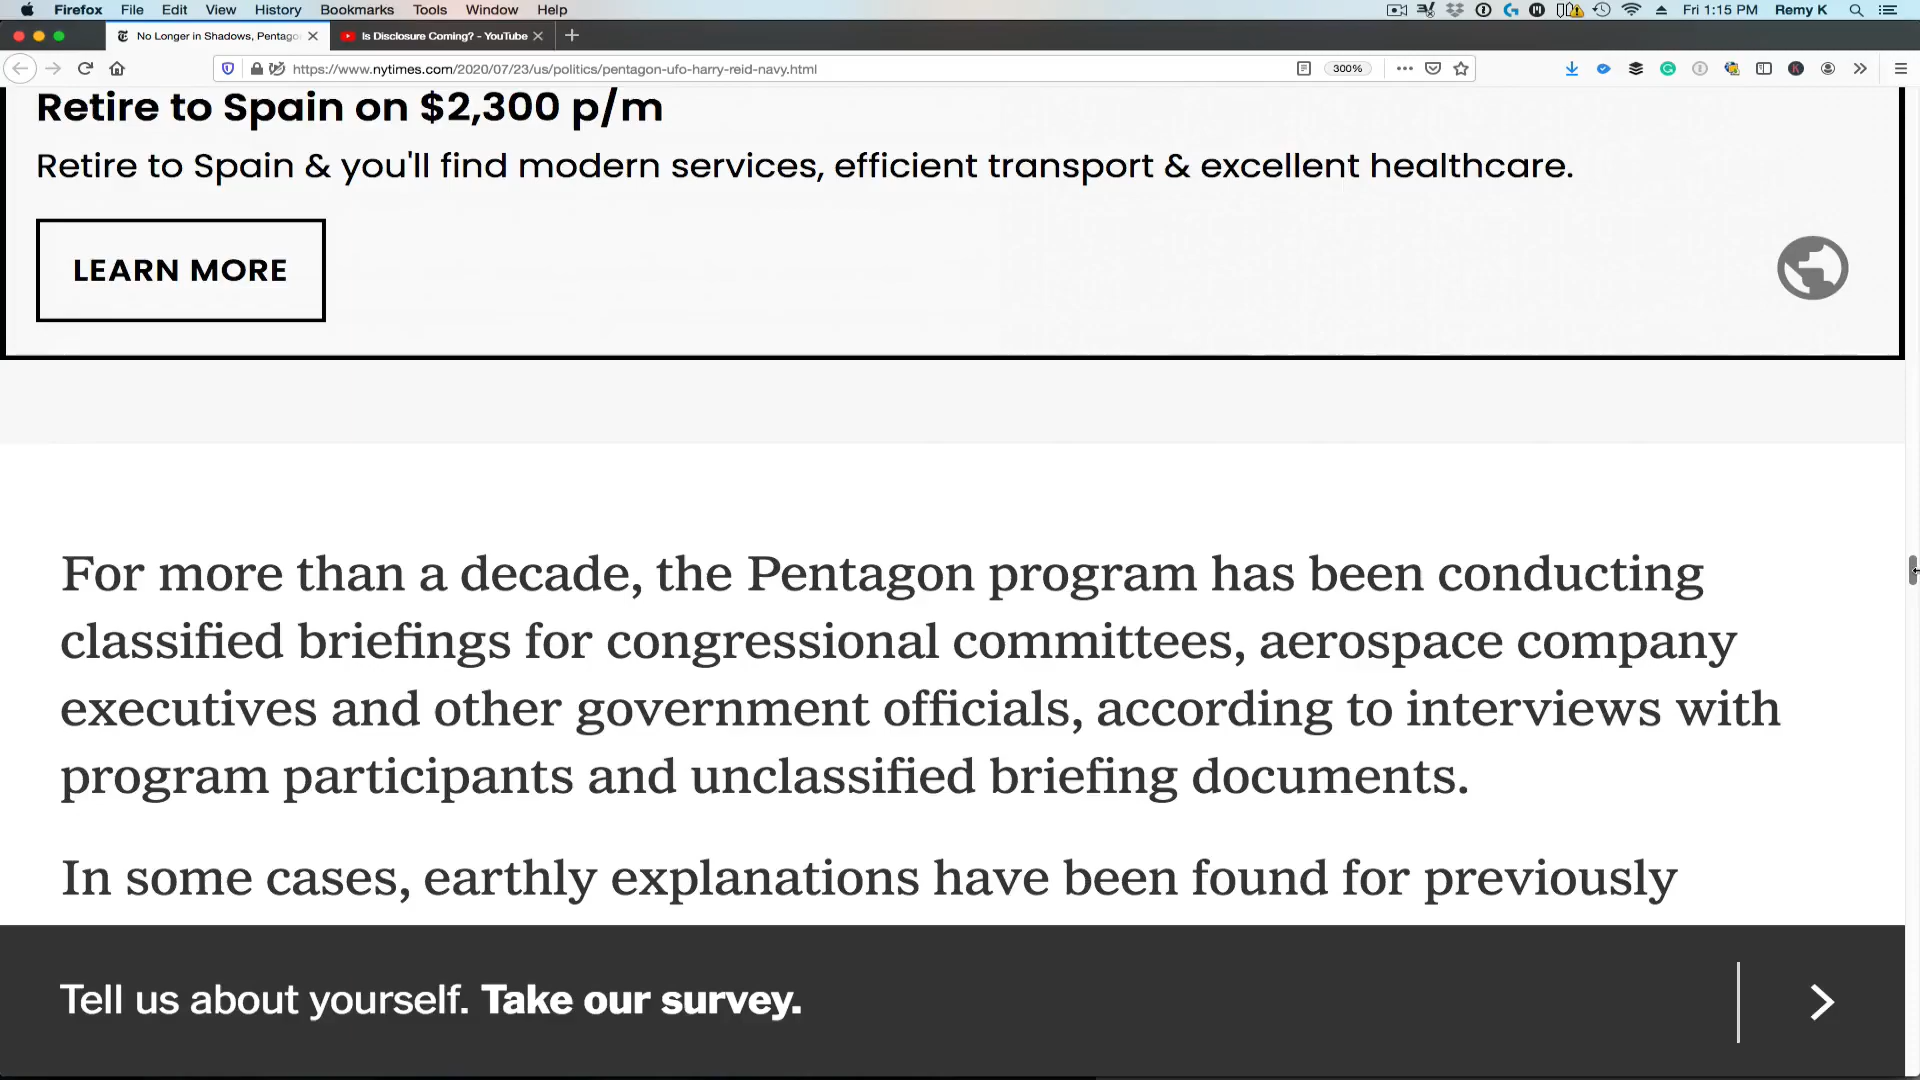 Firefox File Edit View History Bookmarks Tools Window Help Fri 1:15 PM Remy K
No Longer in Shadows, Pentago Is Disclosure Coming? - YouTube
https://www.nytimes.com/2020/07/23/us/politics/pentagon-ufo-harry-reid-navy.html 300%
Retire to Spain on $2,300 p/m
Retire to Spain & you'll find modern services, efficient transport & excellent healthcare.
LEARN MORE
For more than a decade, the Pentagon program has been conducting
classified briefings for congressional committees, aerospace company
executives and other government officials, according to interviews with
program participants and unclassified briefing documents.
In some cases, earthly explanations have been found for previously
Tell us about yourself. Take our survey.